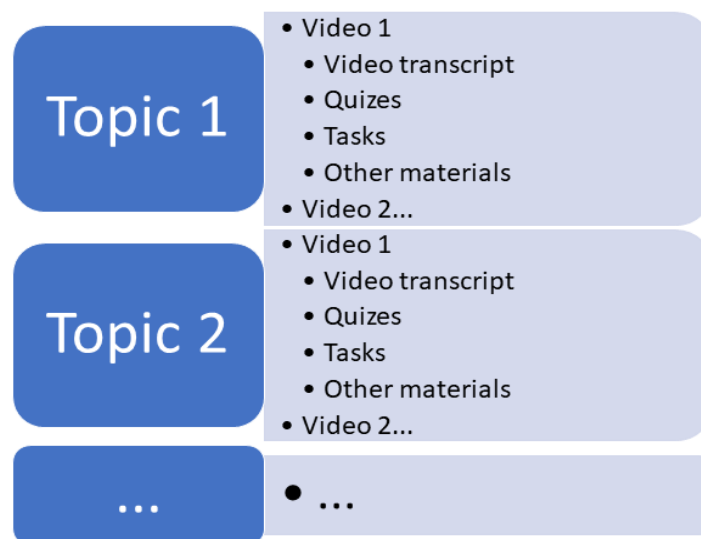 Topic 1
• Video 1
• Video transcript
• Quizes
• Tasks
• Other materials
• Video 2...
Topic 2
• Video 1
• Video transcript
• Quizes
• Tasks
• Other materials
• Video 2...
...
• ...